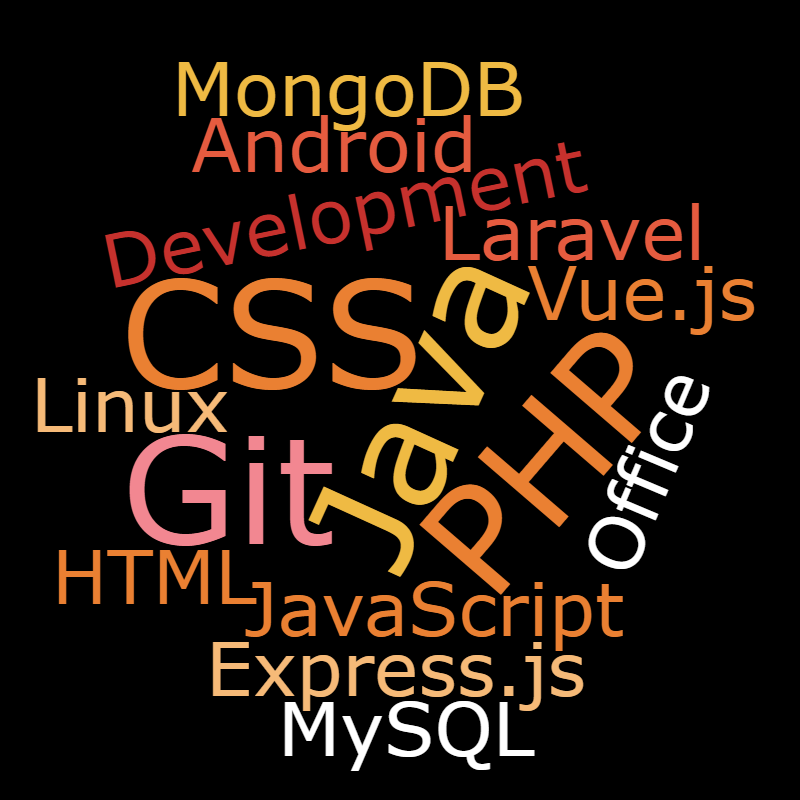 MongoDB
Android
Development
Laravel
Vue.js
CSS
Java
PHP
Linux
Office
Git
HTML
JavaScript
Express.js
MySQL